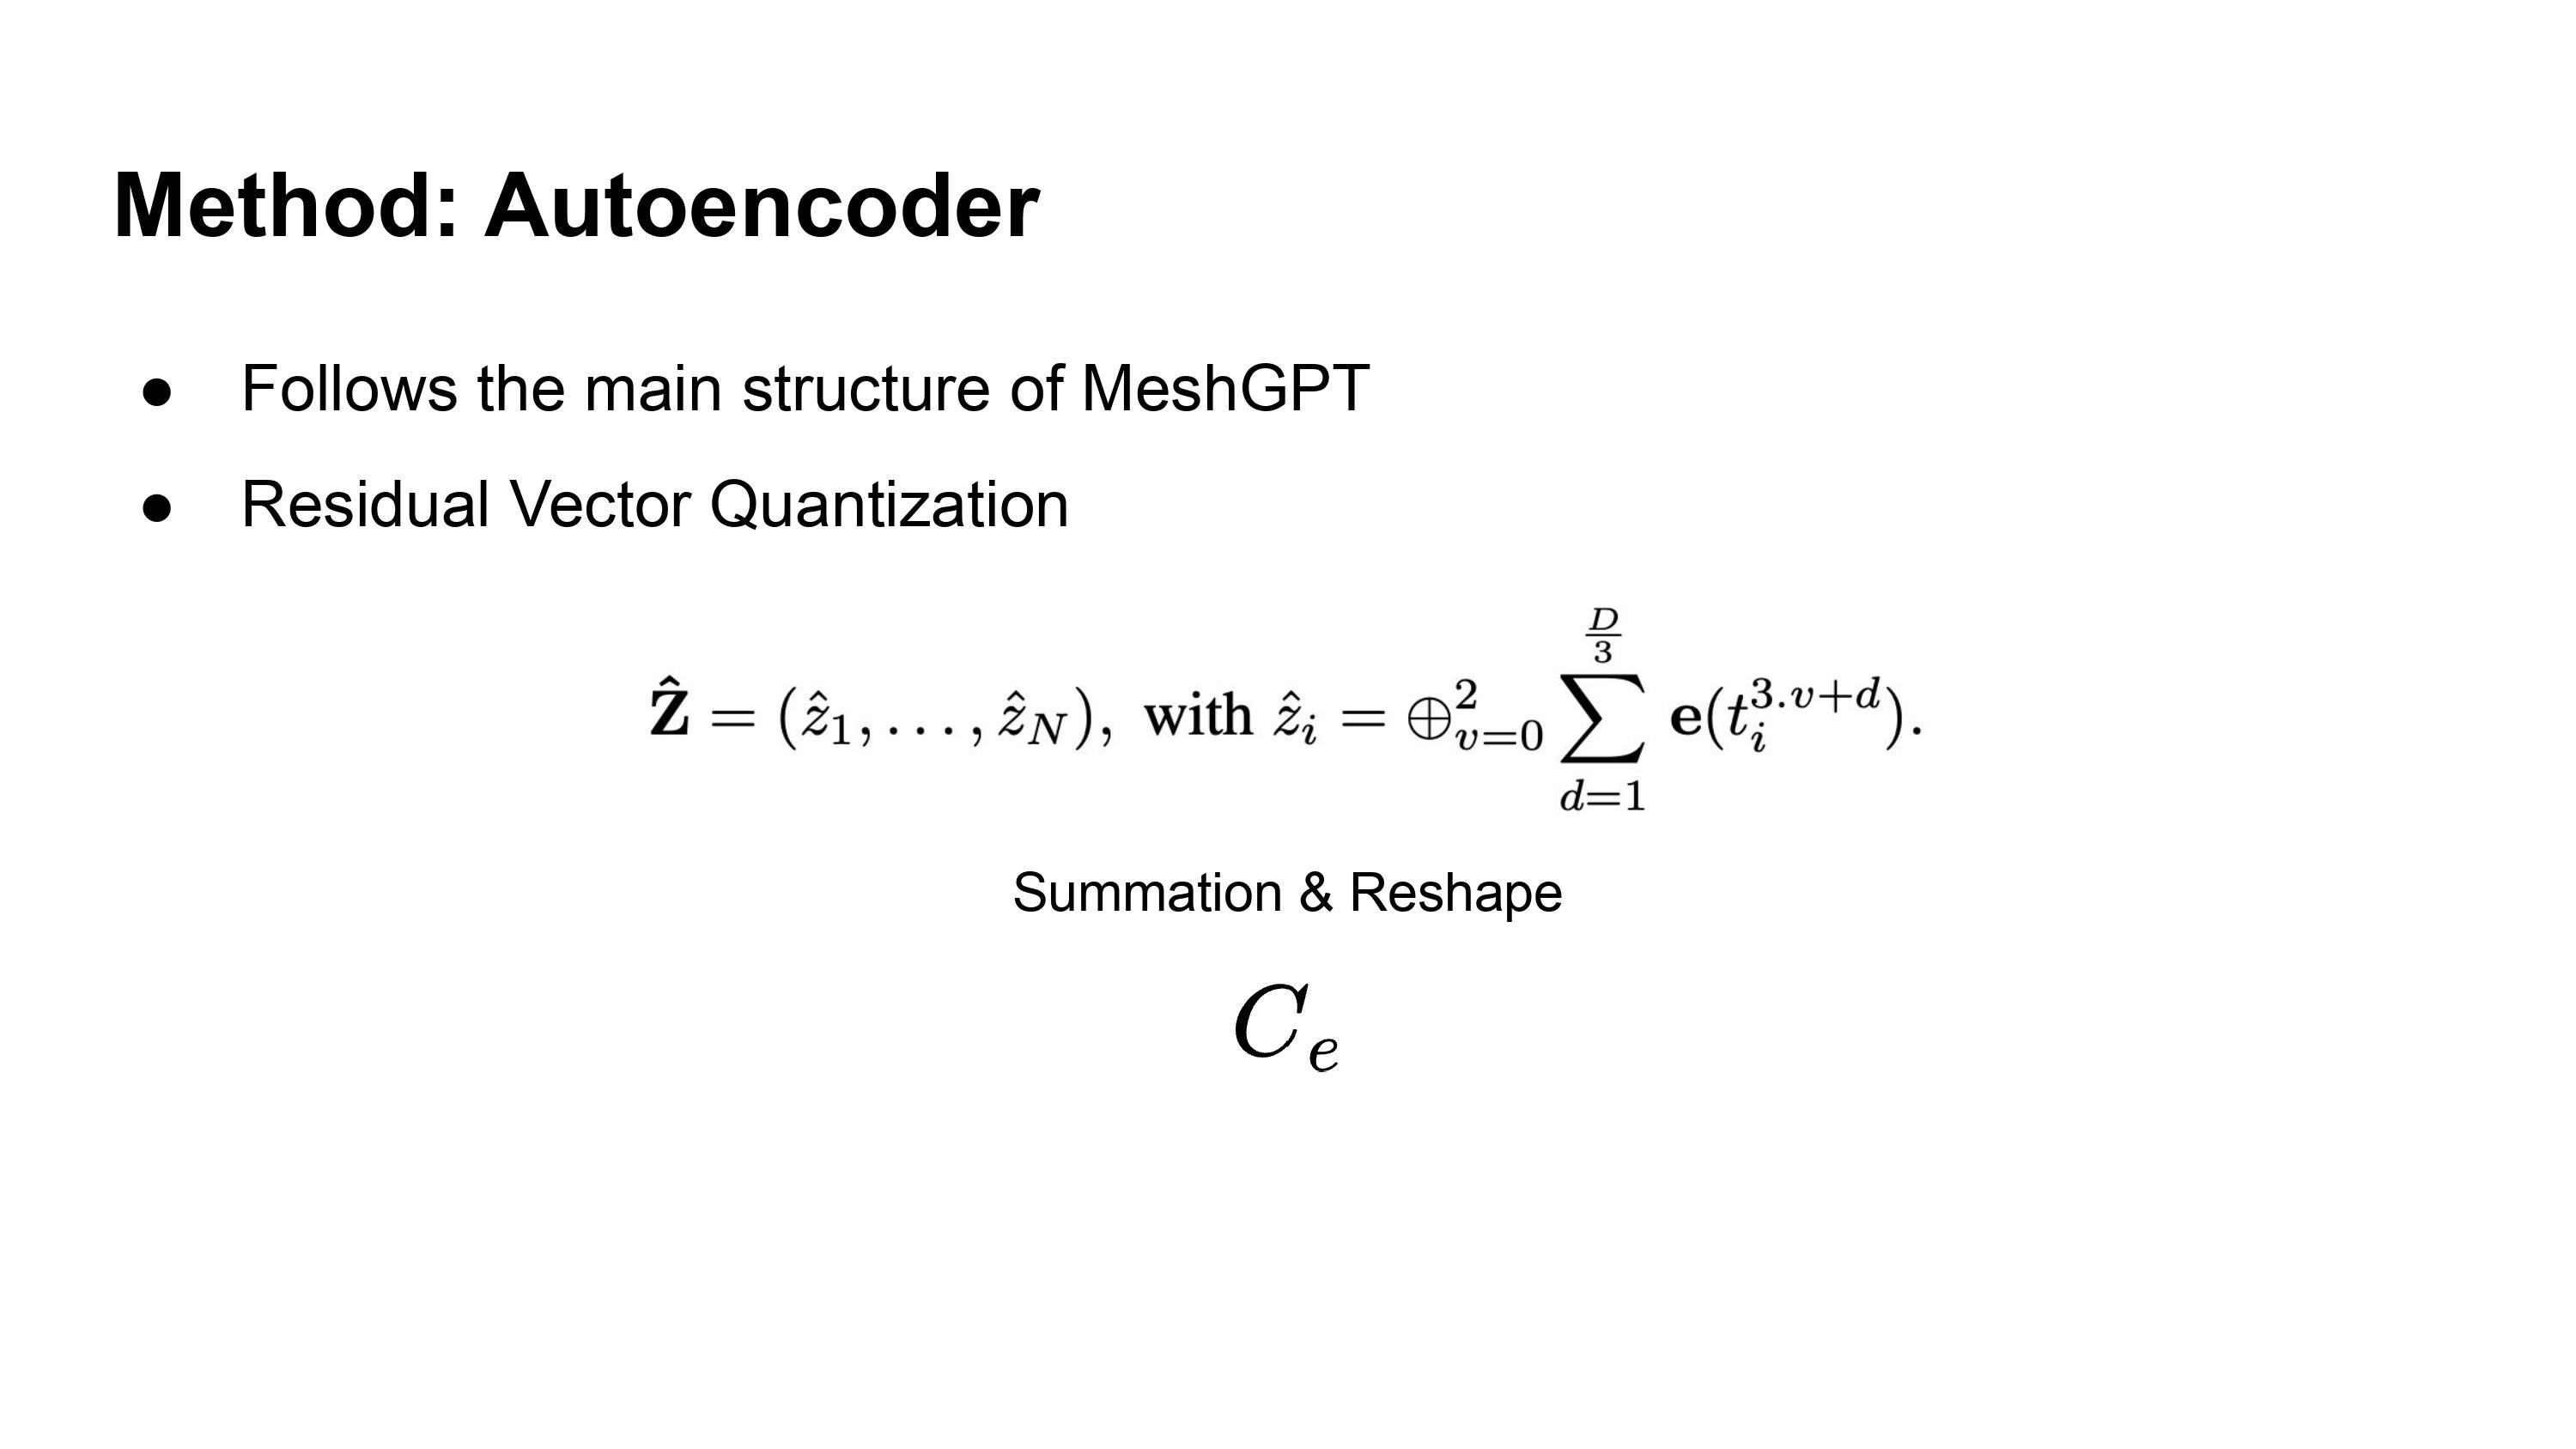 Method: Autoencoder
● Follows the main structure of MeshGPT
● Residual Vector Quantization
$\hat{\mathbf{Z}} = (\hat{z}_1, \ldots, \hat{z}_N), \text{ with } \hat{z}_i = \oplus_{v=0}^{2} \sum_{d=1}^{\frac{D}{3}} \mathbf{e}(t_i^{3.v+d}).$
Summation & Reshape
$C_e$